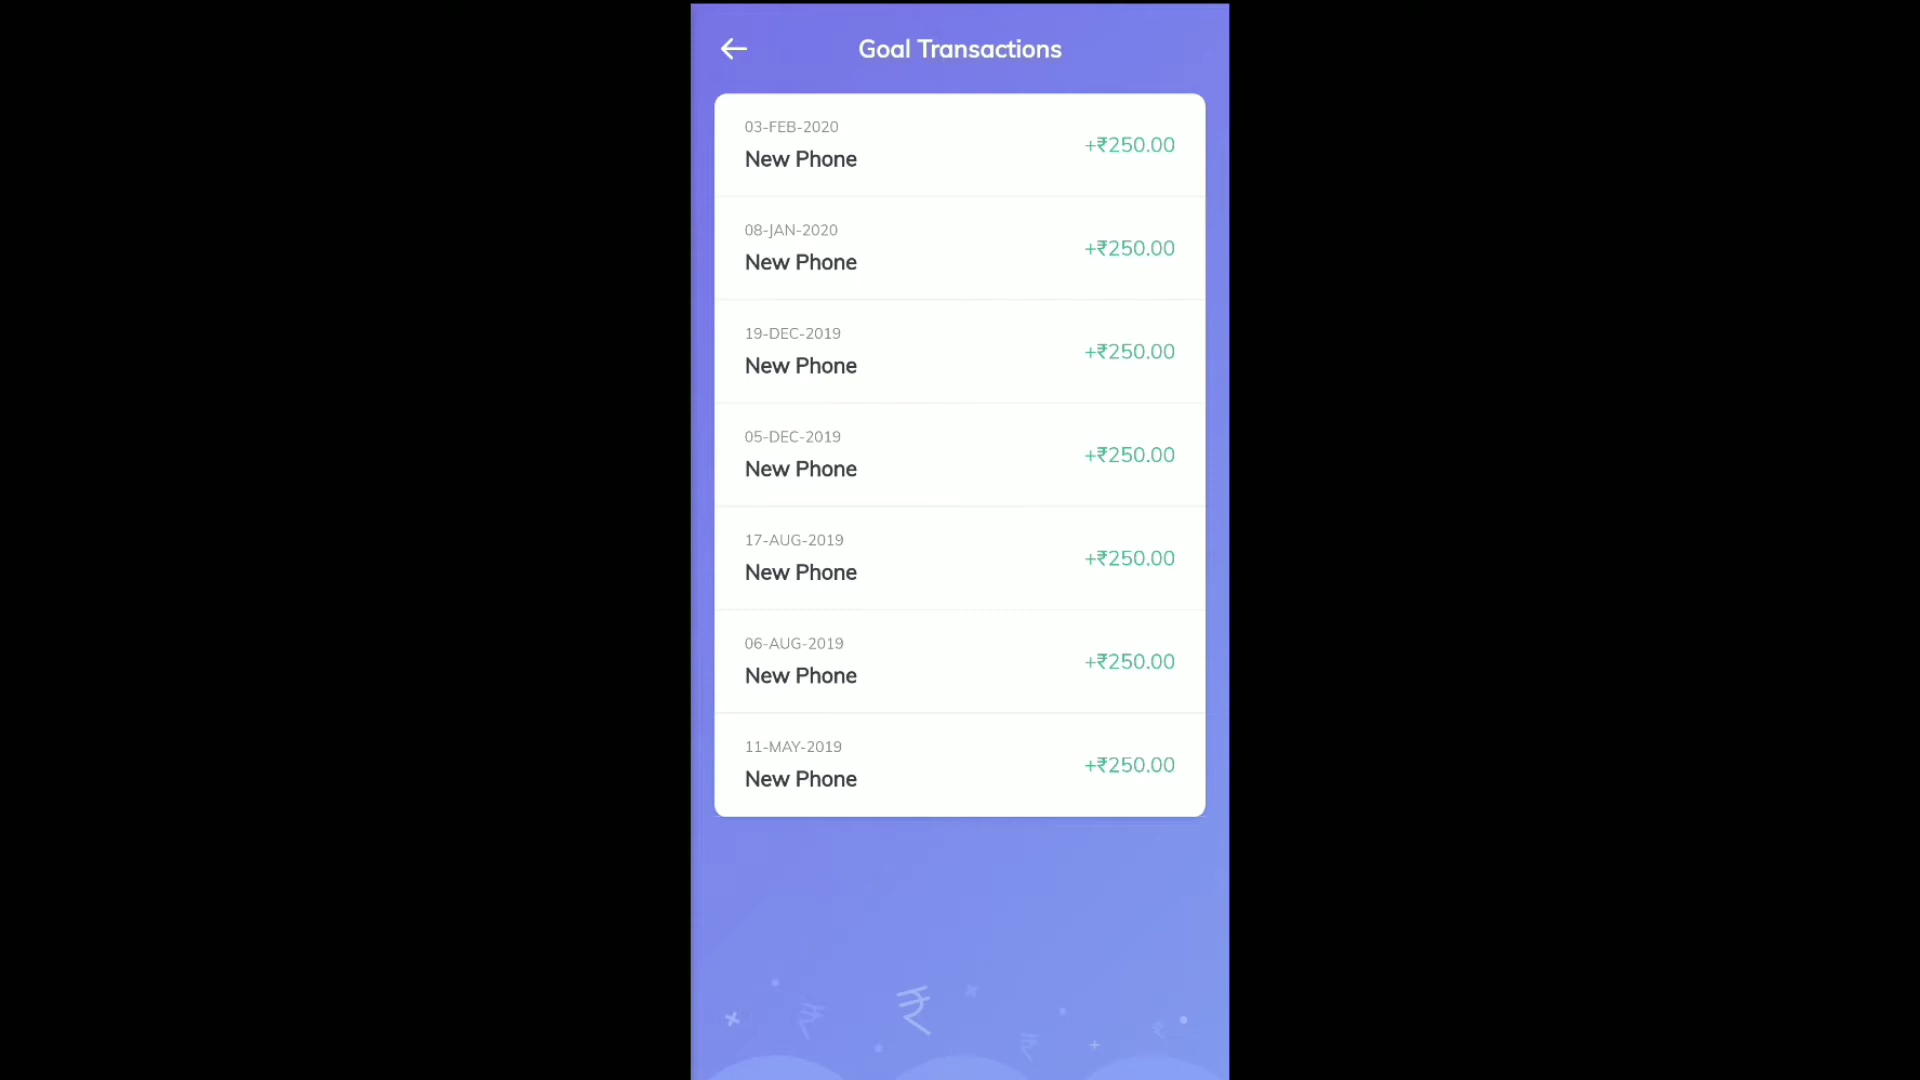 Goal Transactions
03-FEB-2020
New Phone
+₹250.00
08-JAN-2020
New Phone
+₹250.00
19-DEC-2019
New Phone
+₹250.00
05-DEC-2019
New Phone
+₹250.00
17-AUG-2019
New Phone
+₹250.00
06-AUG-2019
New Phone
+₹250.00
11-MAY-2019
New Phone
+₹250.00